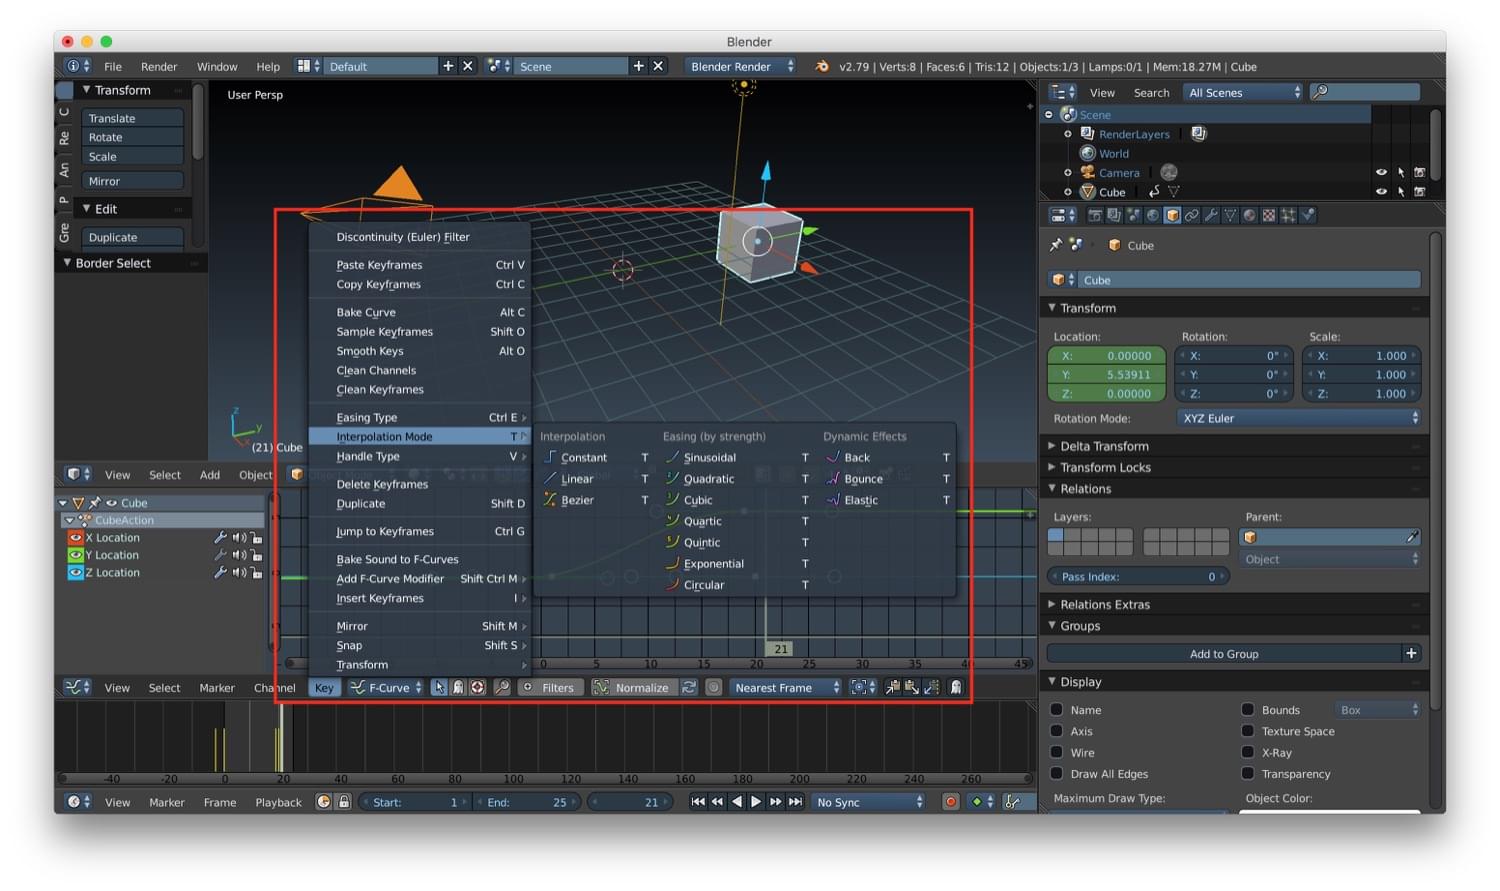 Blender
File Render Window Help Default Scene Blender Render v2.79 | Verts:8 | Faces:6 | Tris:12 | Objects:1/3 | Lamps:0/1 | Mem:18.27M | Cube
Transform
Translate
Rotate
Scale
Mirror
Edit
Duplicate
Border Select
C
Re
An
P
Gre
User Persp
z
y
x
(21) Cube
View Select Add Object
Discontinuity (Euler) Filter
Paste Keyframes Ctrl V
Copy Keyframes Ctrl C
Bake Curve Alt C
Sample Keyframes Shift O
Smooth Keys Alt O
Clean Channels
Clean Keyframes
Easing Type Ctrl E
Interpolation Mode T
Handle Type V
Delete Keyframes
Duplicate Shift D
Jump to Keyframes Ctrl G
Bake Sound to F-Curves
Add F-Curve Modifier Shift Ctrl M
Insert Keyframes I
Mirror Shift M
Snap Shift S
Transform
Interpolation Easing (by strength) Dynamic Effects
Constant T Sinusoidal T Back T
Linear T Quadratic T Bounce T
Bezier T Cubic T Elastic T
Quartic T
Quintic T
Exponential T
Circular T
Cube
CubeAction
X Location
Y Location
Z Location
21
0 5 10 15 20 25 30 35 40 45
View Select Marker Channel Key F-Curve Filters Normalize Nearest Frame
-40 -20 0 20 40 60 80 100 120 140 160 180 200 220 240 260
View Marker Frame Playback Start: 1 End: 25 21 No Sync
View Search All Scenes
Scene
RenderLayers
World
Camera
Cube
Cube
Cube
Transform
Location: Rotation: Scale:
X: 0.00000 X: 0° X: 1.000
Y: 5.53911 Y: 0° Y: 1.000
Z: 0.00000 Z: 0° Z: 1.000
Rotation Mode: XYZ Euler
Delta Transform
Transform Locks
Relations
Layers: Parent:
Object
Pass Index: 0
Relations Extras
Groups
Add to Group
Display
Name Bounds Box
Axis Texture Space
Wire X-Ray
Draw All Edges Transparency
Maximum Draw Type: Object Color: